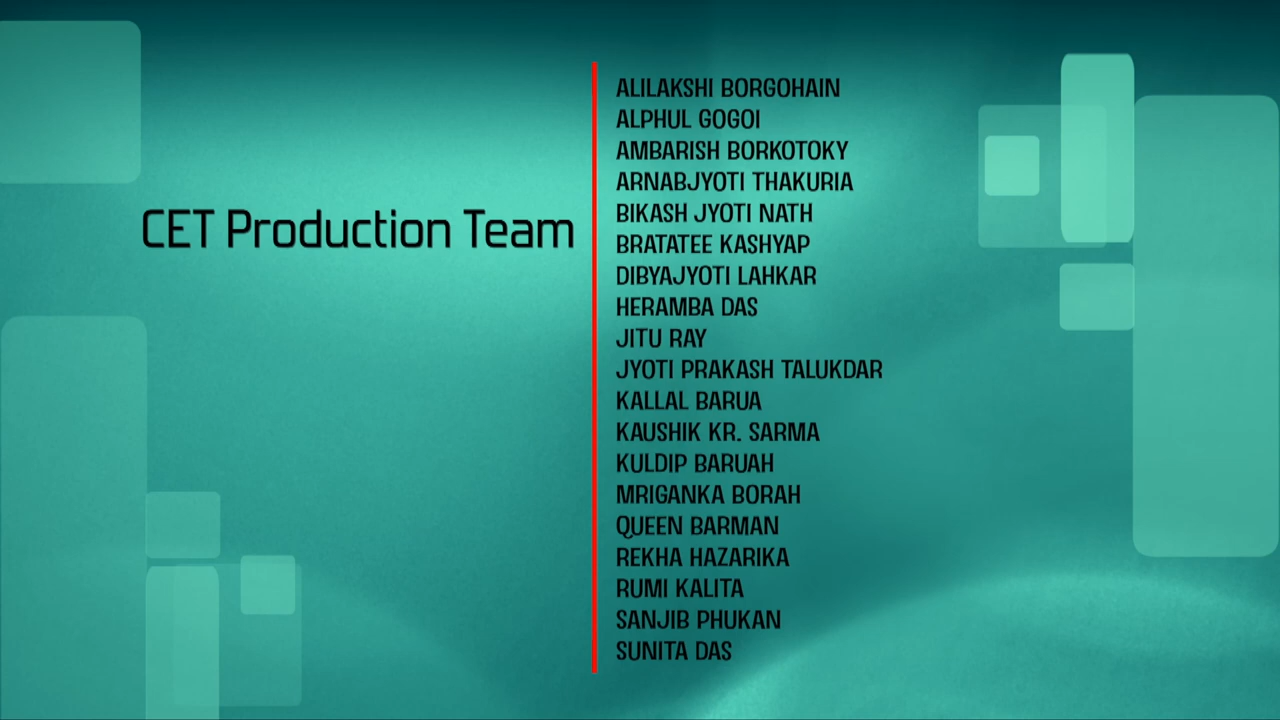 CET Production Team
ALILAKSHI BORGOHAIN
ALPHUL GOGOI
AMBARISH BORKOTOKY
ARNABJYOTI THAKURIA
BIKASH JYOTI NATH
BRATATEE KASHYAP
DIBYAJYOTI LAHKAR
HERAMBA DAS
JITU RAY
JYOTI PRAKASH TALUKDAR
KALLAL BARUA
KAUSHIK KR. SARMA
KULDIP BARUAH
MRIGANKA BORAH
QUEEN BARMAN
REKHA HAZARIKA
RUMI KALITA
SANJIB PHUKAN
SUNITA DAS